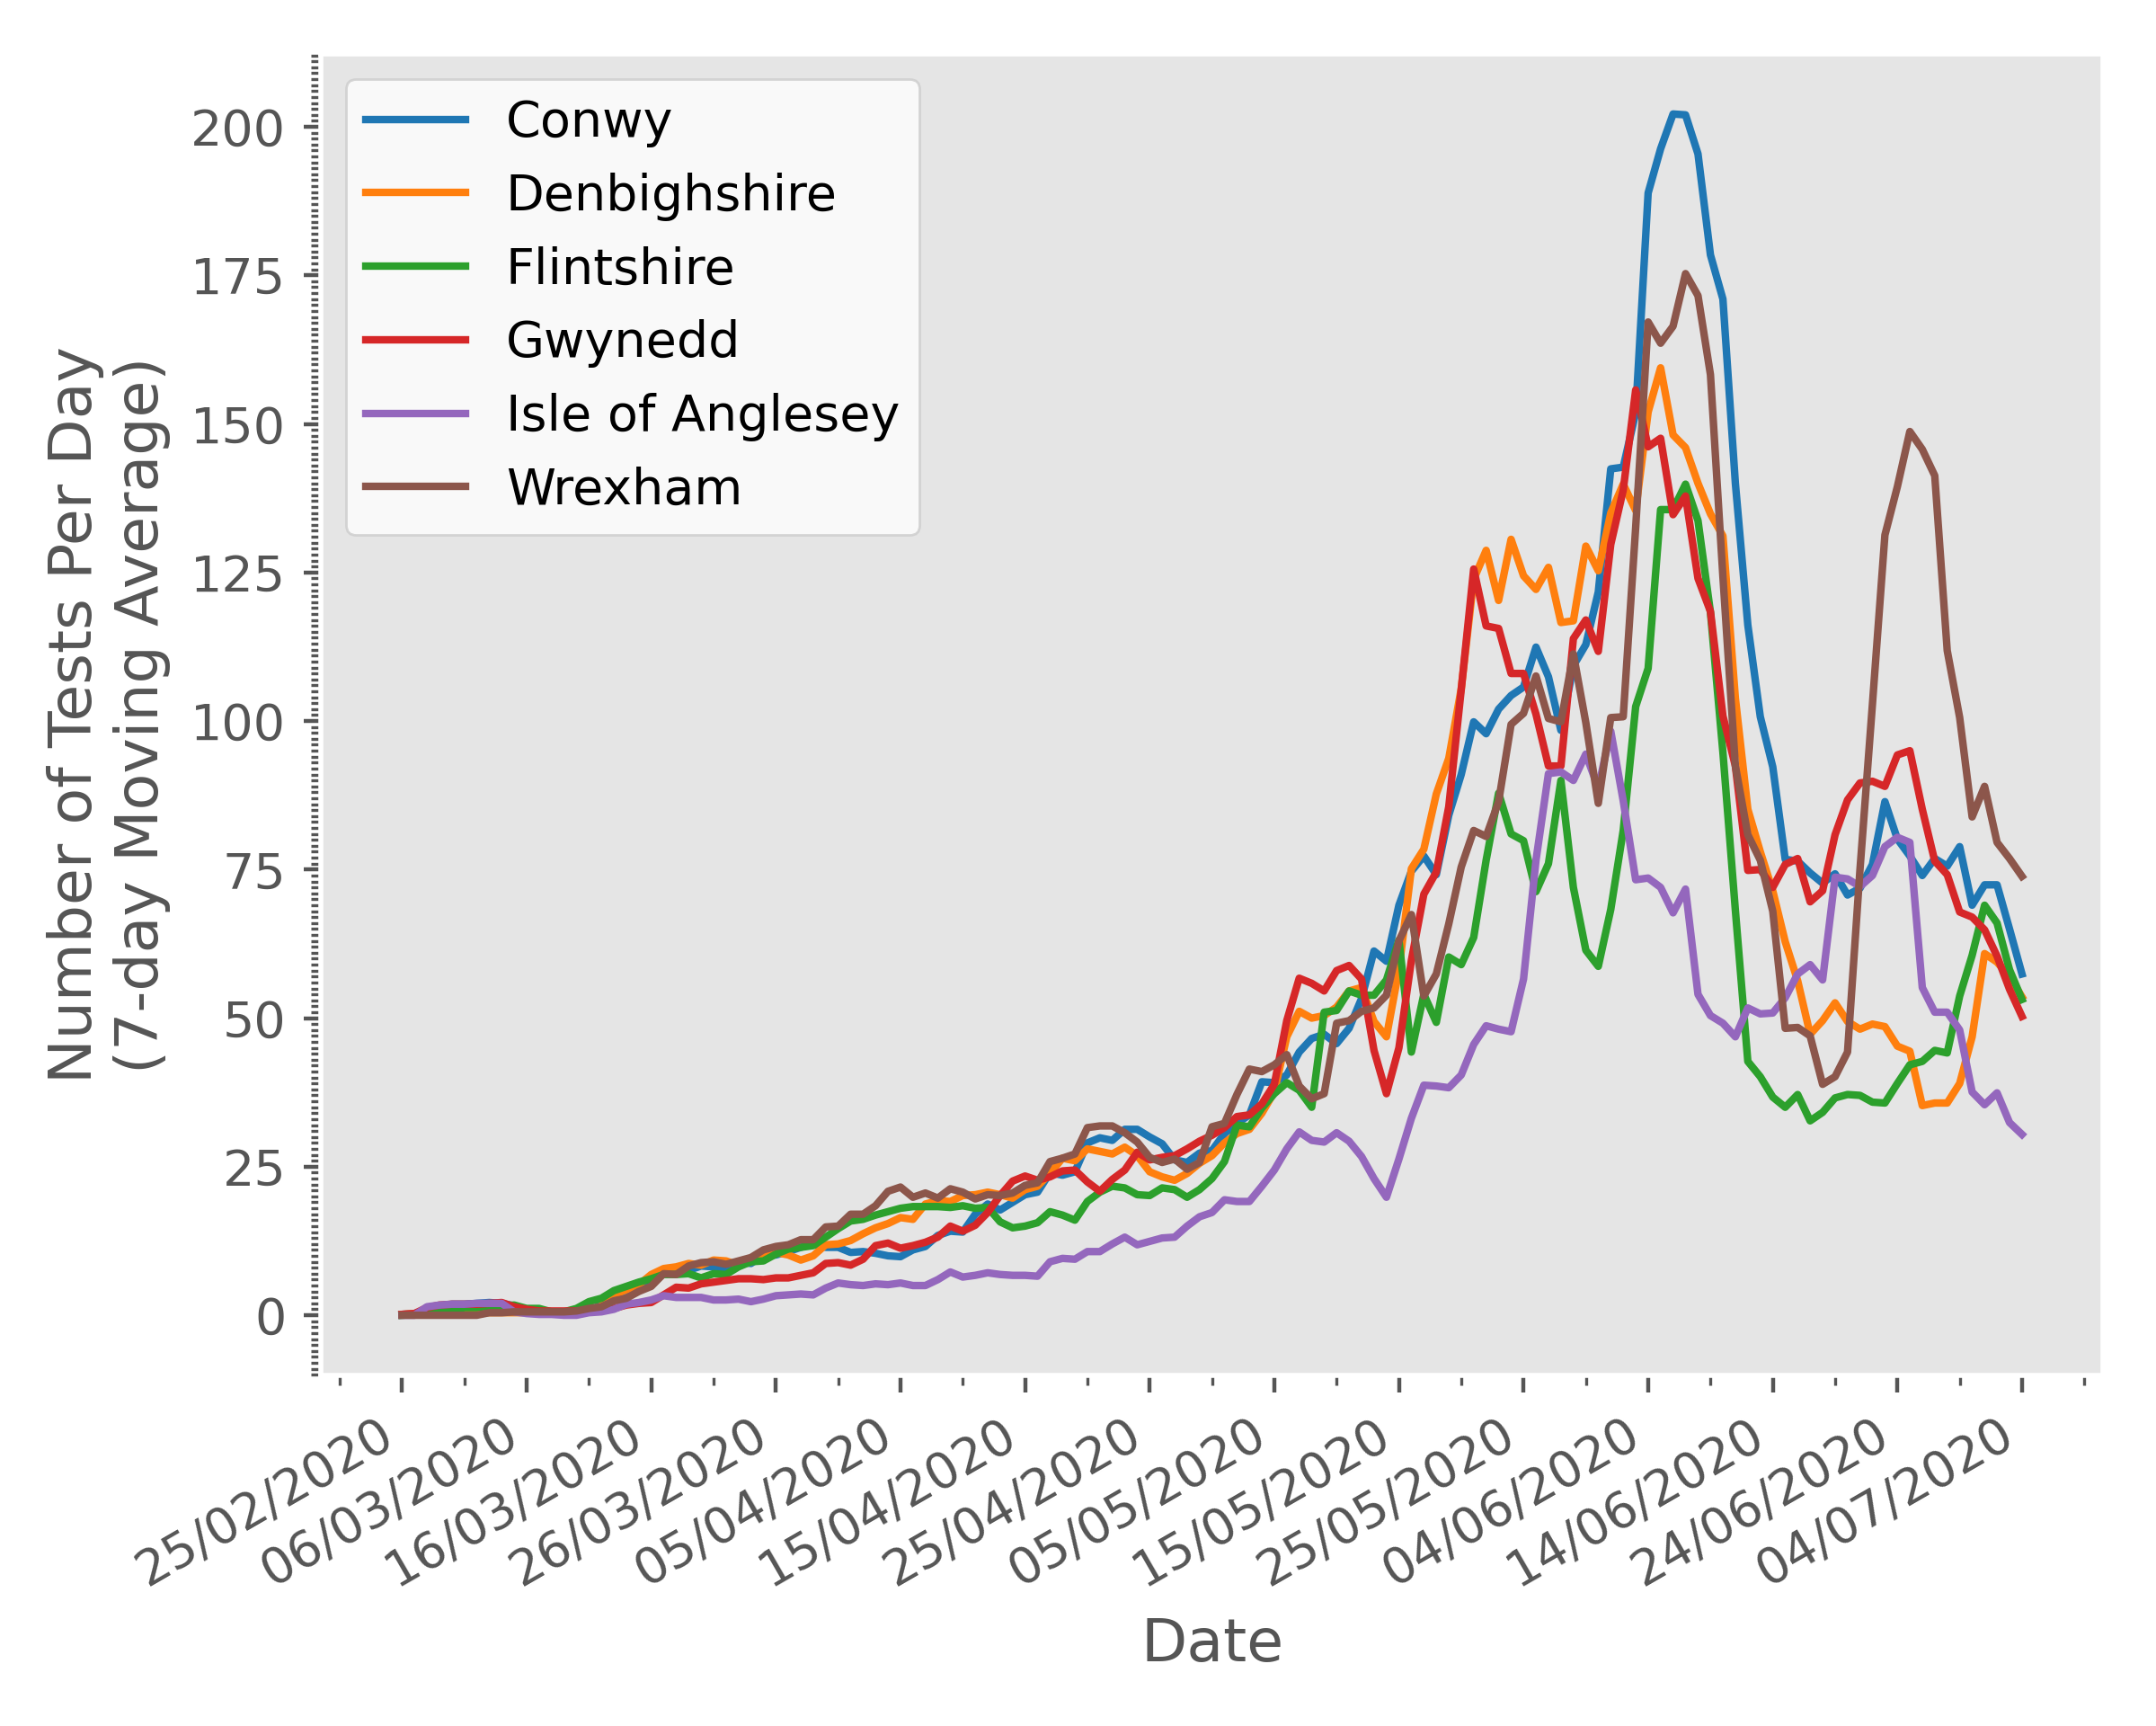 Number of Tests Per Day
(7-day Moving Average)
200
175
150
125
100
75
50
25
0
Conwy
Denbighshire
Flintshire
Gwynedd
Isle of Anglesey
Wrexham
25/02/2020
06/03/2020
16/03/2020
26/03/2020
05/04/2020
15/04/2020
25/04/2020
05/05/2020
15/05/2020
25/05/2020
04/06/2020
14/06/2020
24/06/2020
04/07/2020
Date